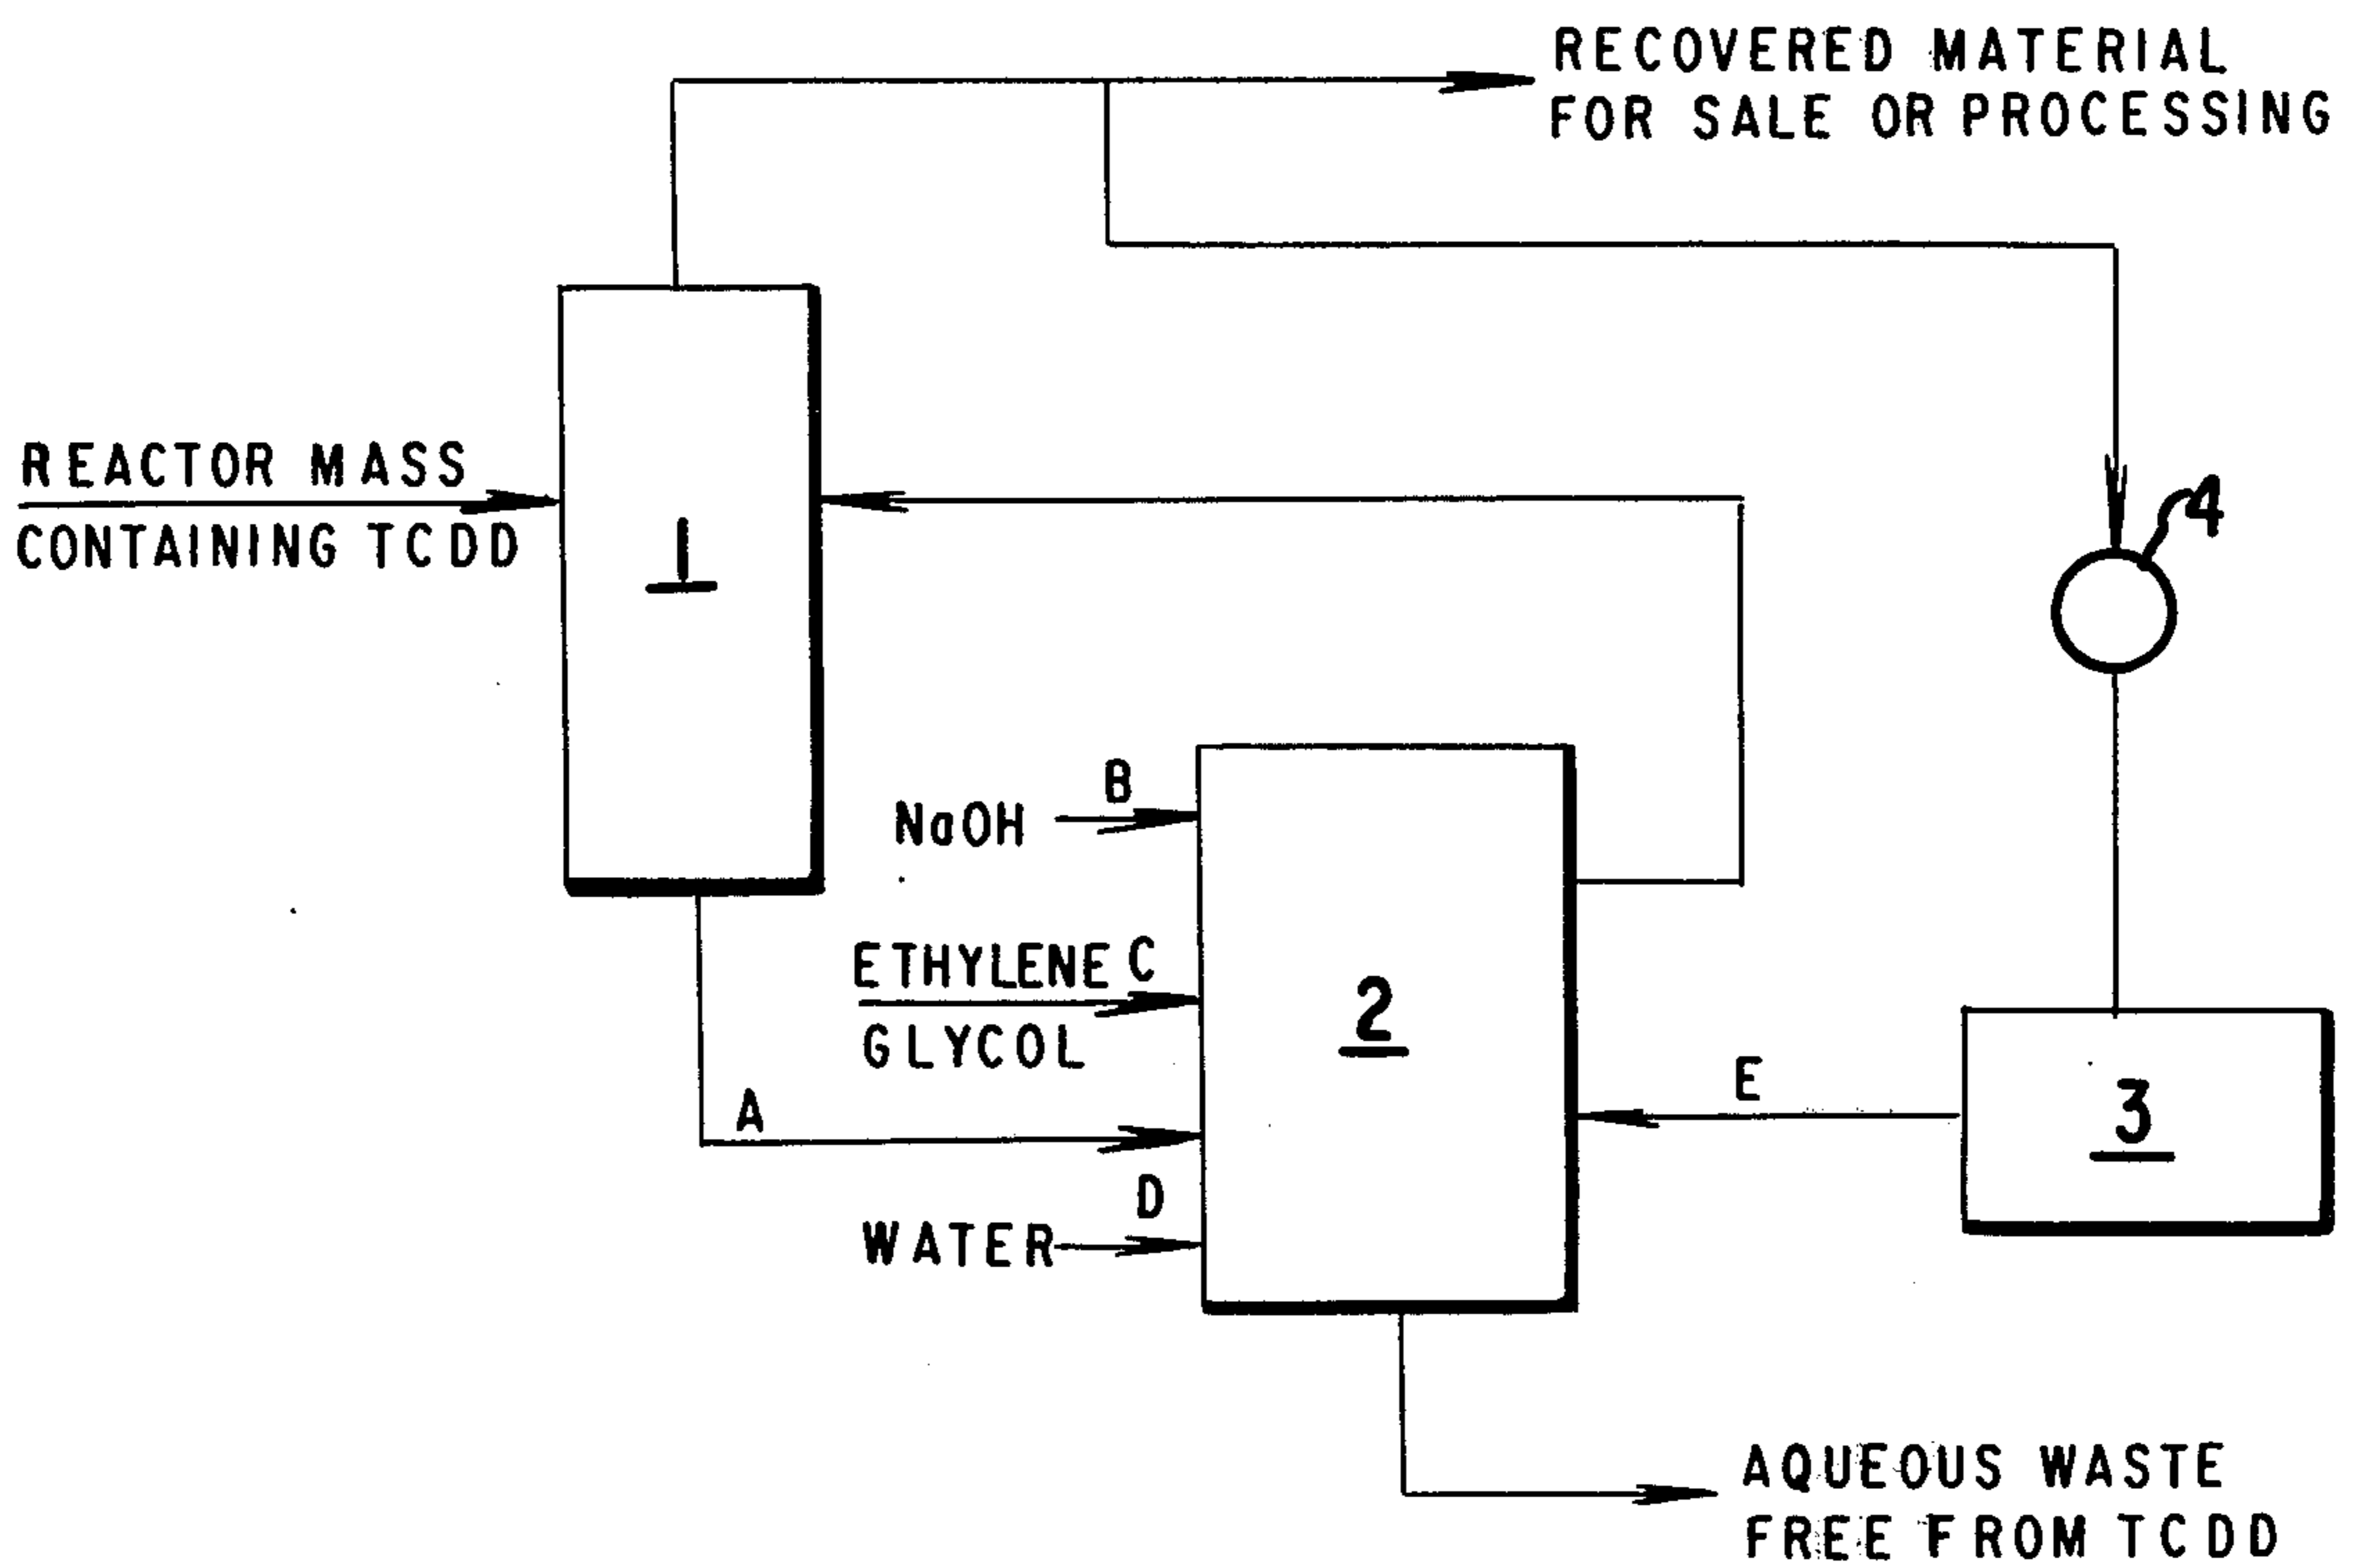 RECOVERED MATERIAL
FOR SALE OR PROCESSING
REACTOR MASS
CONTAINING TCDD
1
4
B
NaOH
ETHYLENE C
GLYCOL
2
A
E
3
D
WATER
AQUEOUS WASTE
FREE FROM TCDD